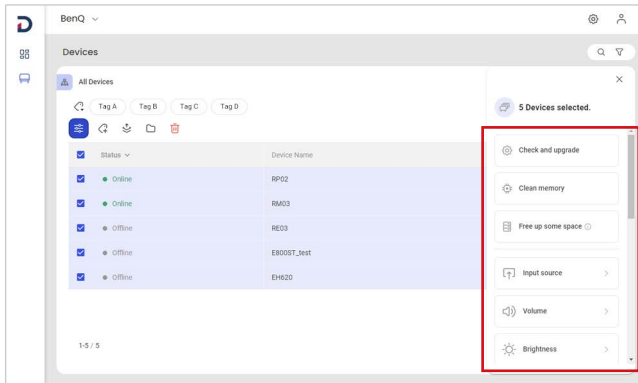 BenQ
Devices
All Devices
Tag A Tag B Tag C Tag D
5 Devices selected.
Status Device Name
Online RP02
Online RM03
Offline RE03
Offline E800ST_test
Offline EH620
1-5 / 5
Check and upgrade
Clean memory
Free up some space
Input source
Volume
Brightness